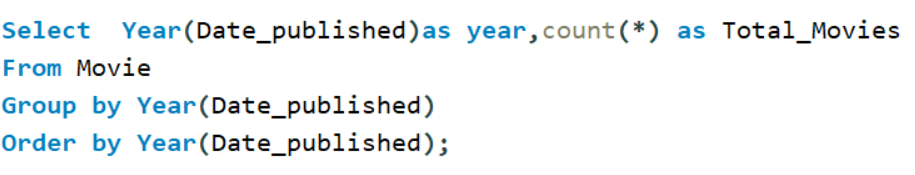 Select  Year(Date_published)as year,count(*) as Total_Movies
From Movie
Group by Year(Date_published)
Order by Year(Date_published);